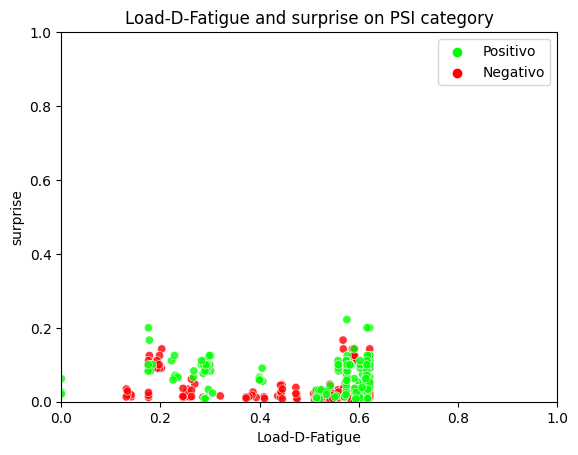 Load-D-Fatigue and surprise on PSI category
Positivo
Negativo
surprise
1.0
0.8
0.6
0.4
0.2
0.0
0.0 0.2 0.4 0.6 0.8 1.0
Load-D-Fatigue